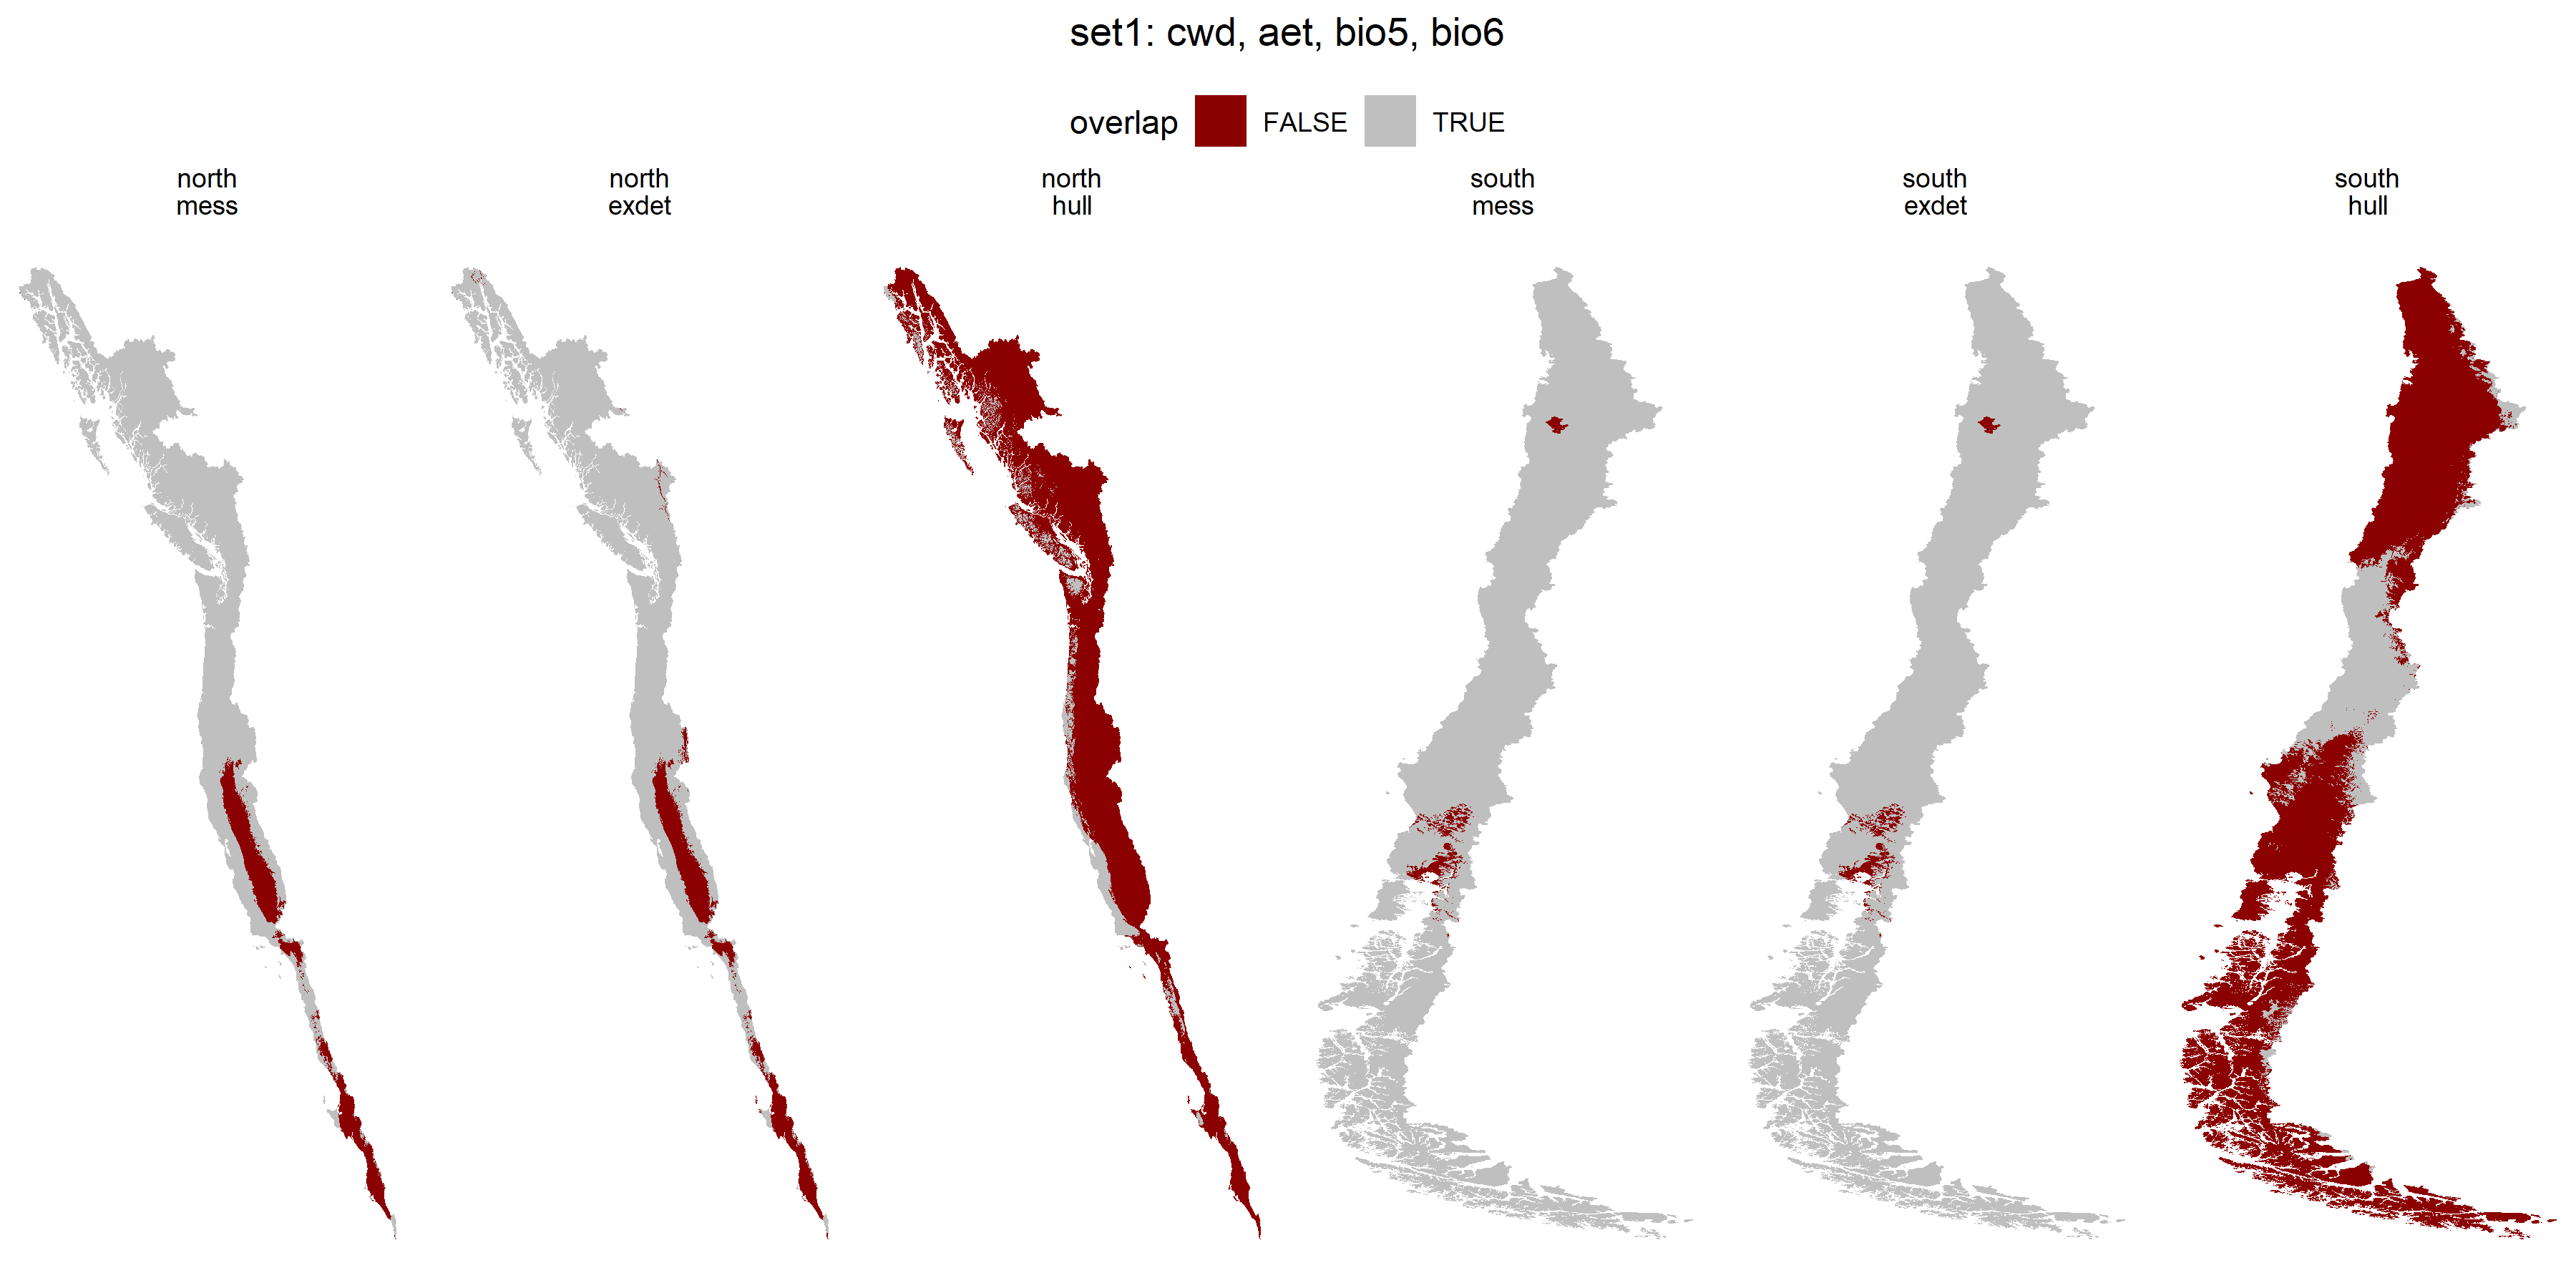 set1: cwd, aet, bio5, bio6
overlap FALSE TRUE
north
mess
north
exdet
north
hull
south
mess
south
exdet
south
hull